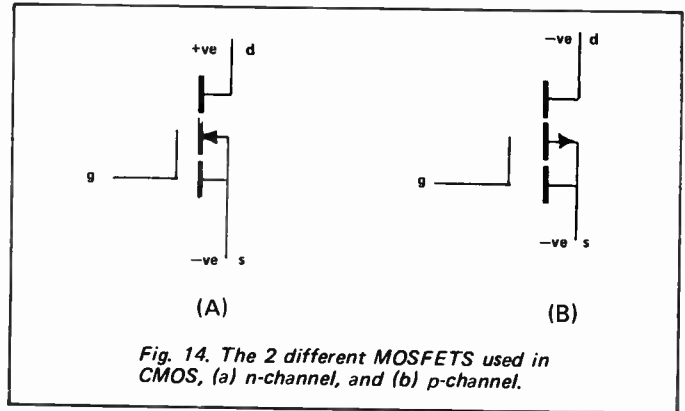 +ve d
g
−ve s
(A)
−ve d
g
−ve s
(B)
Fig. 14. The 2 different MOSFETS used in
CMOS, (a) n-channel, and (b) p-channel.